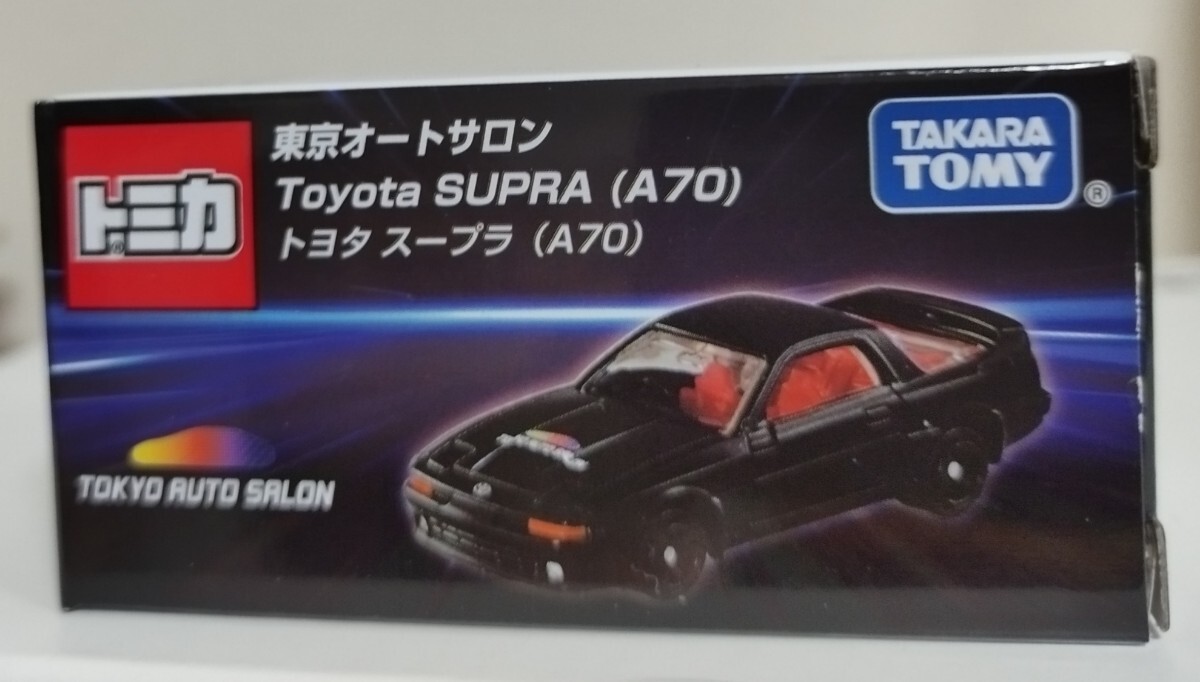 トミカ®
東京オートサロン
Toyota SUPRA (A70)
トヨタ スープラ (A70)
TAKARA
TOMY®
TOKYO AUTO SALON